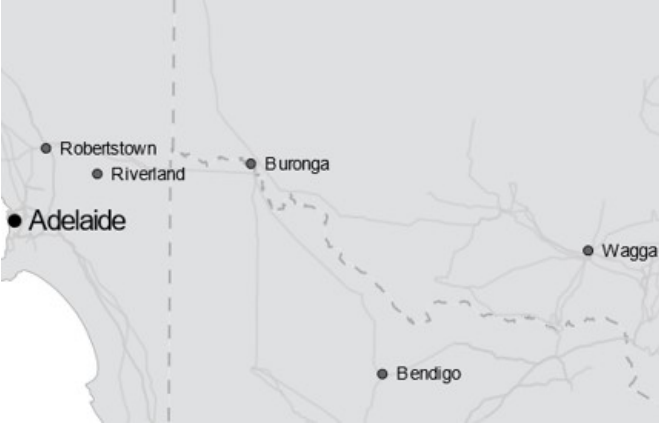 Robertstown
Buronga
Riverland
Adelaide
Wagga
Bendigo